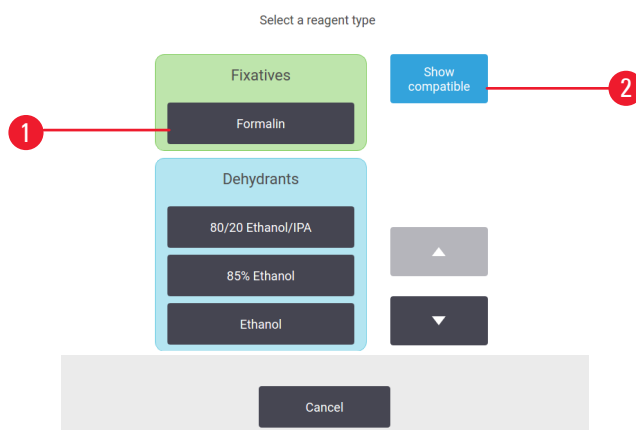 Select a reagent type
Fixatives
Show
compatible
Formalin
1
2
Dehydrants
80/20 Ethanol/IPA
85% Ethanol
Ethanol
Cancel